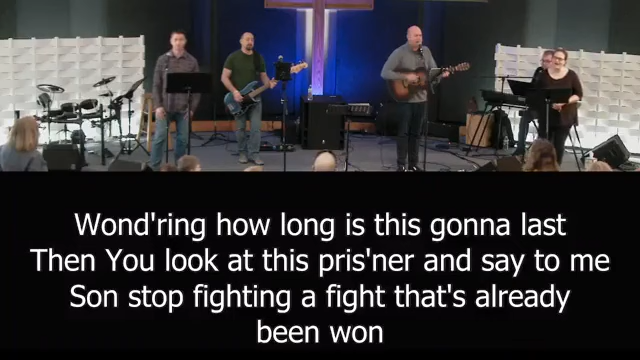 Wond'ring how long is this gonna last
Then You look at this pris'ner and say to me
Son stop fighting a fight that's already
been won